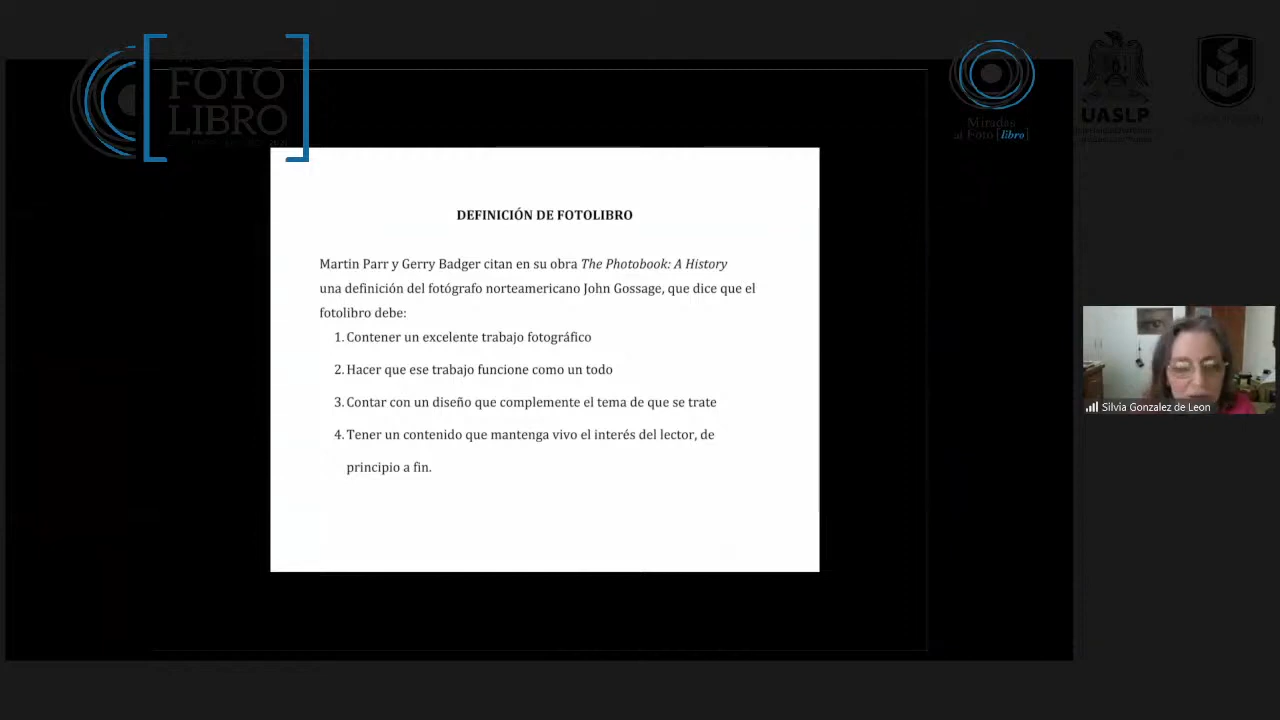 FOTO
LIBRO
Miradas
al Foto [libro]
UASLP
DEFINICIÓN DE FOTOLIBRO
Martin Parr y Gerry Badger citan en su obra The Photobook: A History
una definición del fotógrafo norteamericano John Gossage, que dice que el
fotolibro debe:
1. Contener un excelente trabajo fotográfico
2. Hacer que ese trabajo funcione como un todo
3. Contar con un diseño que complemente el tema de que se trate
4. Tener un contenido que mantenga vivo el interés del lector, de
principio a fin.
Silvia Gonzalez de Leon